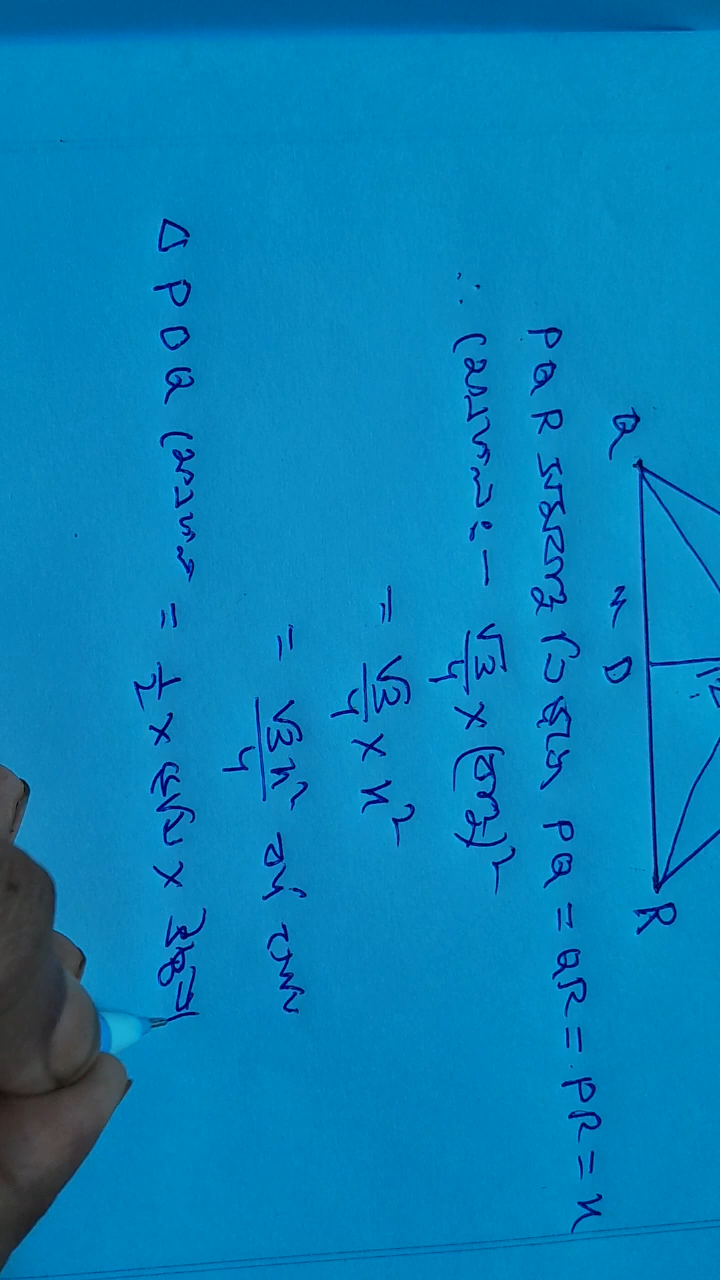 Q x D R
PQR সমবাহু ত্রিভুজে PQ = QR = PR = x
∴ ক্ষেত্রফল :- √3/4 × (বাহু)²
= √3/4 × x²
= √3x²/4 বর্গ একক
Δ POQ ক্ষেত্রফল = 1/2 × ভূমি × উচ্চতা